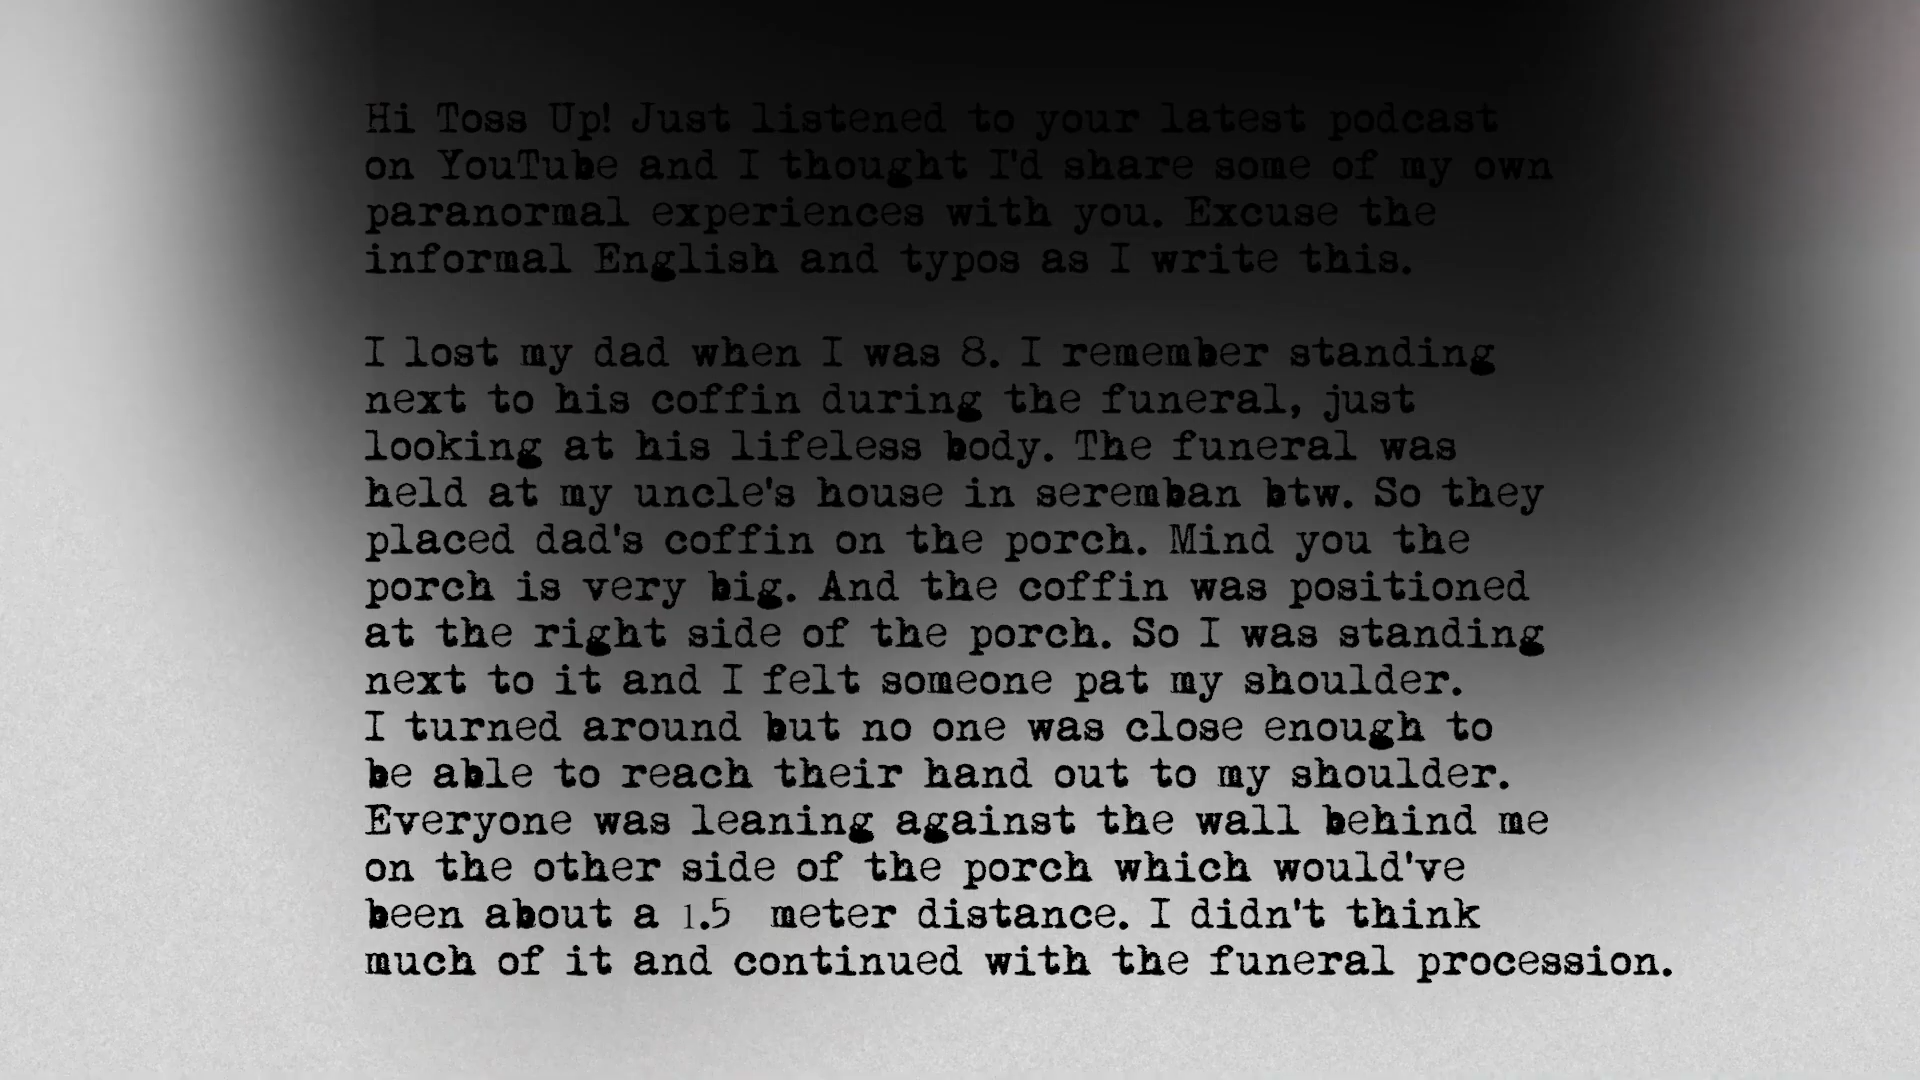 Hi Toss Up! Just listened to your latest podcast
on YouTube and I thought I'd share some of my own
paranormal experiences with you. Excuse the
informal English and typos as I write this.
I lost my dad when I was 8. I remember standing
next to his coffin during the funeral, just
looking at his lifeless body. The funeral was
held at my uncle's house in seremban btw. So they
placed dad's coffin on the porch. Mind you the
porch is very big. And the coffin was positioned
at the right side of the porch. So I was standing
next to it and I felt someone pat my shoulder.
I turned around but no one was close enough to
be able to reach their hand out to my shoulder.
Everyone was leaning against the wall behind me
on the other side of the porch which would've
been about a 1.5 meter distance. I didn't think
much of it and continued with the funeral procession.